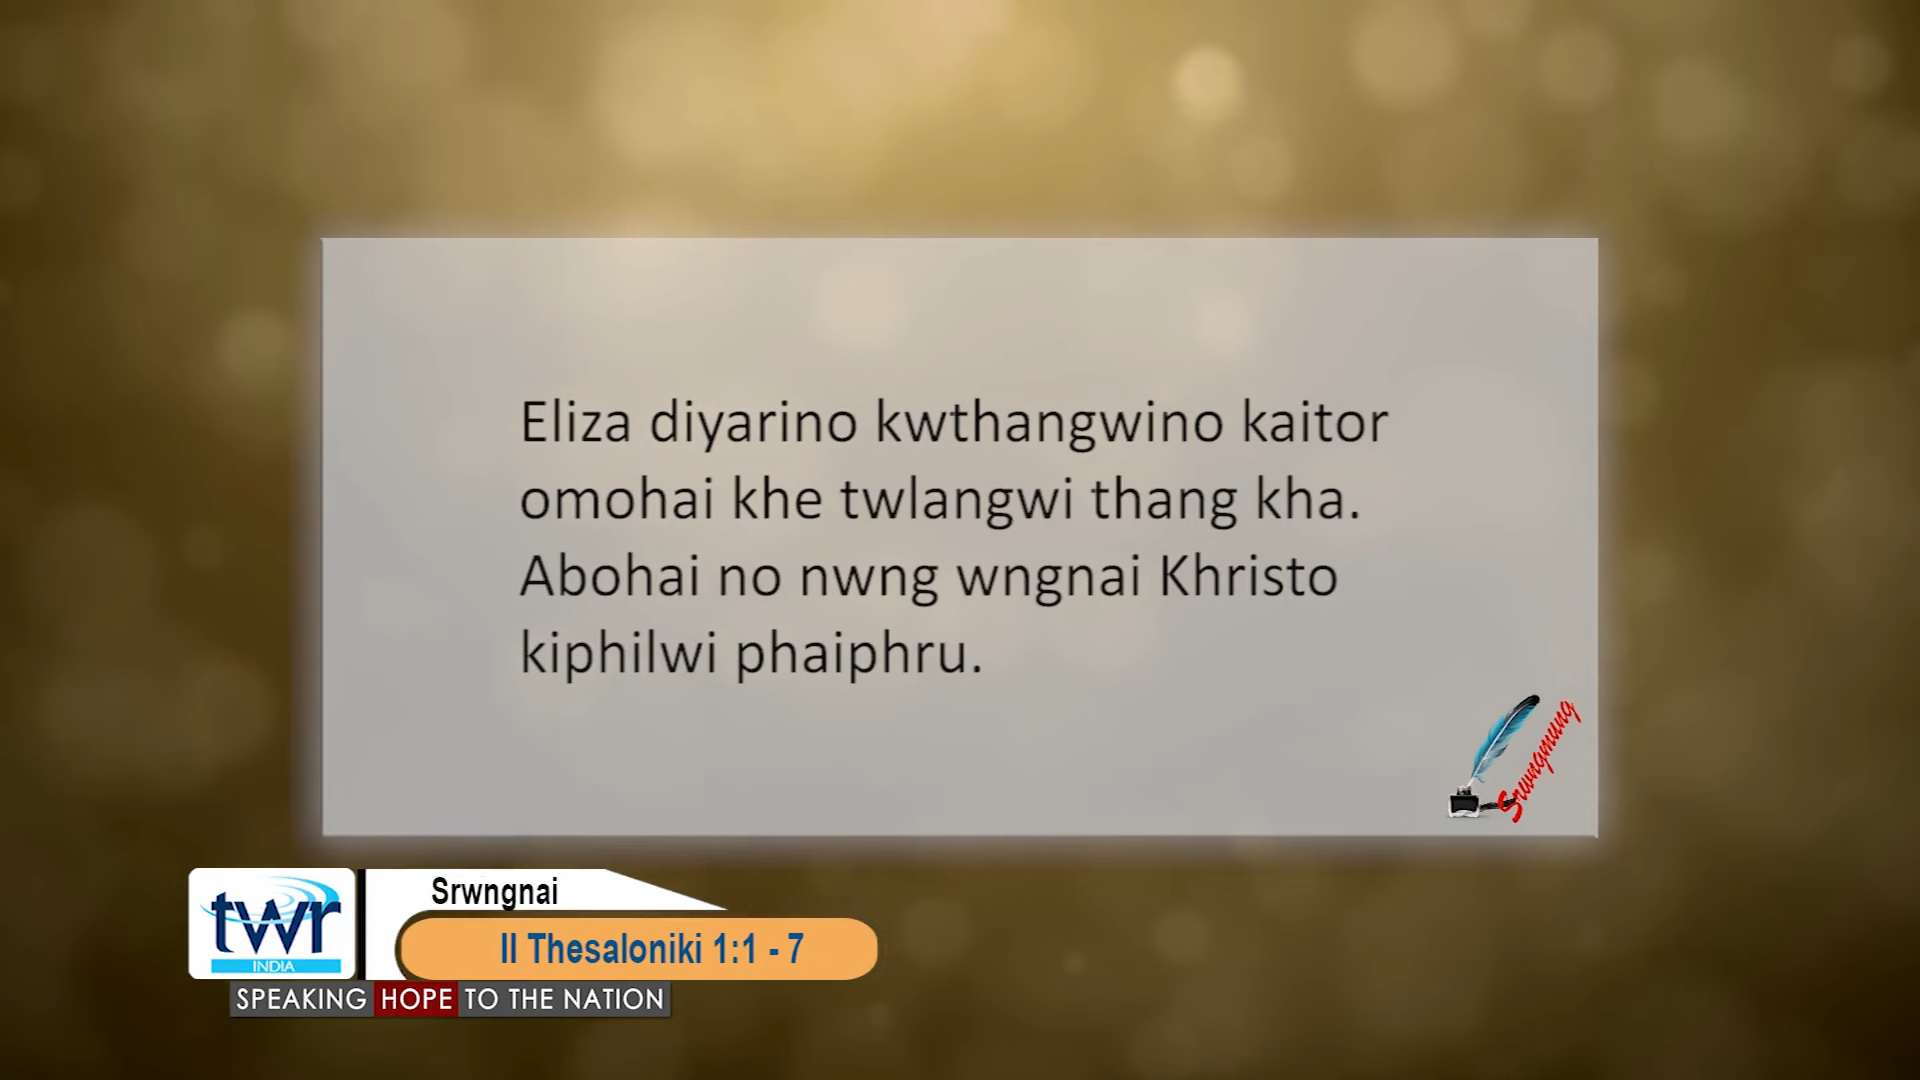 Eliza diyarino kwthangwino kaitor
omohai khe twlangwi thang kha.
Abohai no nwng wngnai Khristo
kiphilwi phaiphru.
Srwngmung
twr
INDIA
Srwngnai
II Thesaloniki 1:1 - 7
SPEAKING HOPE TO THE NATION